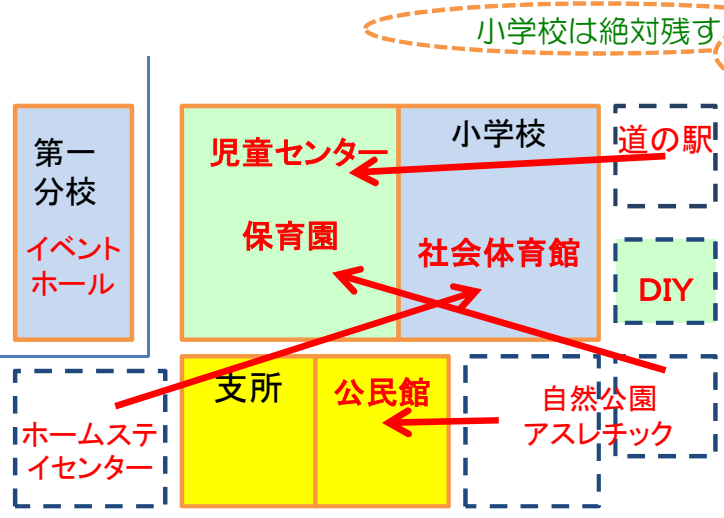 小学校は絶対残す
第一
分校
イベント
ホール
児童センター
保育園
小学校
社会体育館
道の駅
DIY
ホームステ
イセンター
支所
公民館
自然公園
アスレチック